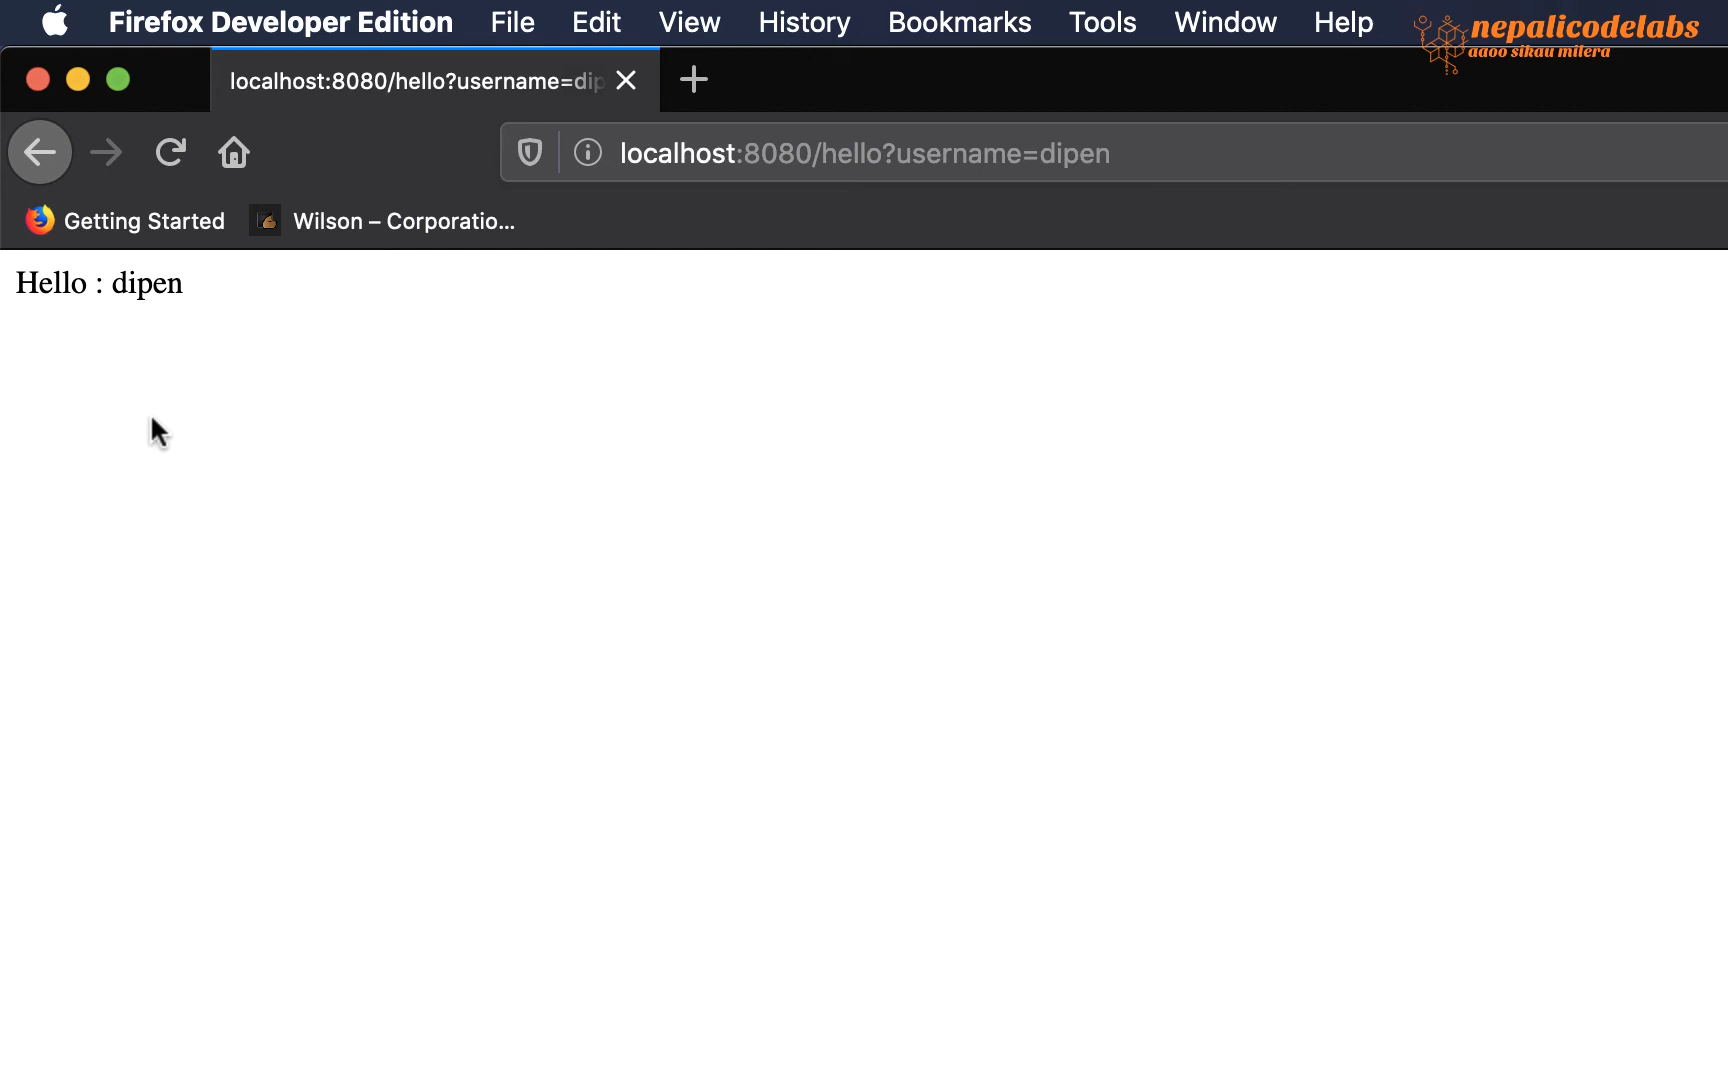 Firefox Developer Edition File Edit View History Bookmarks Tools Window Help
nepalicodelabs
aaoo sikau milera
localhost:8080/hello?username=dip
localhost:8080/hello?username=dipen
Getting Started Wilson – Corporatio...
Hello : dipen